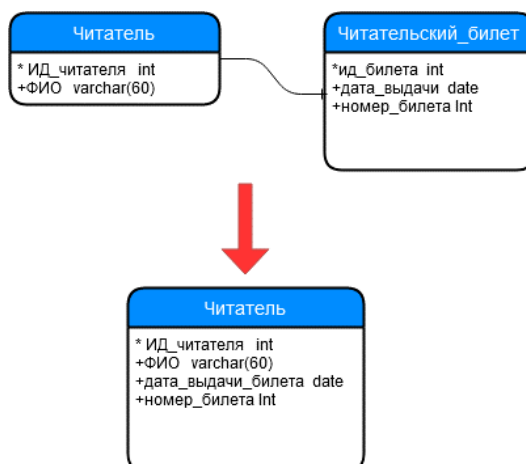 Читатель
* ИД_читателя int
+ФИО varchar(60)
Читательский_билет
*ид_билета int
+дата_выдачи date
+номер_билета Int
Читатель
* ИД_читателя int
+ФИО varchar(60)
+дата_выдачи_билета date
+номер_билета Int